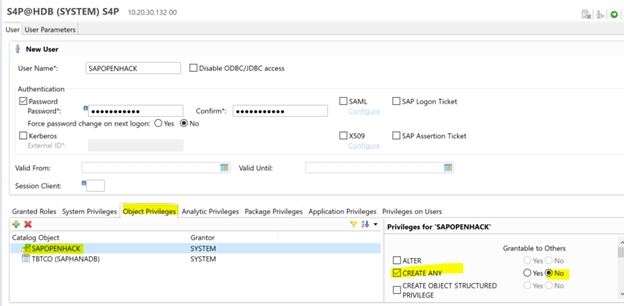 S4P@HDB (SYSTEM) S4P 10.20.30.132 00
User User Parameters
New User
User Name*: SAPOPENHACK Disable ODBC/JDBC access
Authentication
Password SAML SAP Logon Ticket
Password*: ●●●●●●●●●●● Confirm*: ●●●●●●●●●●● Configure
Force password change on next logon: Yes No
Kerberos X509 SAP Assertion Ticket
External ID*: Configure
Valid From: Valid Until:
Session Client:
Granted Roles System Privileges Object Privileges Analytic Privileges Package Privileges Application Privileges Privileges on Users
Privileges for 'SAPOPENHACK'
Catalog Object Grantor
SAPOPENHACK SYSTEM
TBTCO (SAPHANADB) SYSTEM
Grantable to Others
ALTER Yes No
CREATE ANY Yes No
CREATE OBJECT STRUCTURED PRIVILEGE Yes No